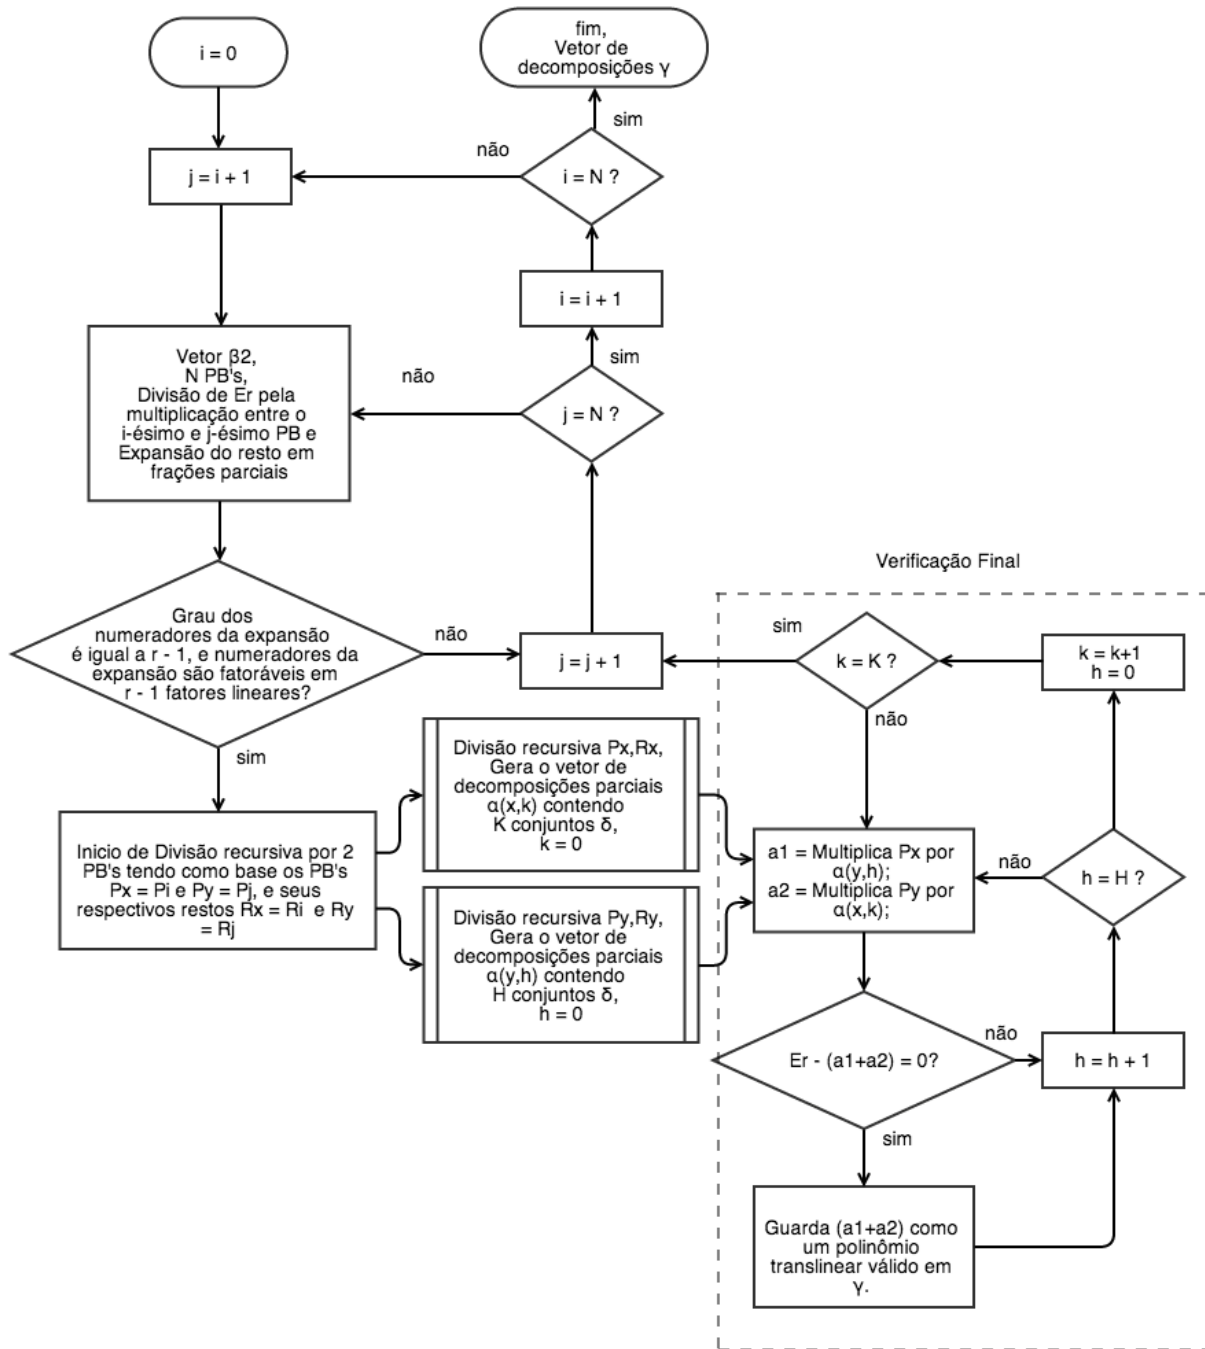 i = 0
fim,
Vetor de
decomposições γ
sim
não
i = N ?
j = i + 1
i = i + 1
sim
não
j = N ?
Vetor β2,
N PB's,
Divisão de Er pela
multiplicação entre o
i-ésimo e j-ésimo PB e
Expansão do resto em
frações parciais
Verificação Final
Grau dos
numeradores da expansão
é igual a r - 1, e numeradores da
expansão são fatoráveis em
r - 1 fatores lineares?
não
sim
j = j + 1
sim
k = K ?
não
k = k+1
h = 0
Divisão recursiva Px,Rx,
Gera o vetor de
decomposições parciais
α(x,k) contendo
K conjuntos δ,
k = 0
Inicio de Divisão recursiva por 2
PB's tendo como base os PB's
Px = Pi e Py = Pj, e seus
respectivos restos Rx = Ri e Ry
= Rj
Divisão recursiva Py,Ry,
Gera o vetor de
decomposições parciais
α(y,h) contendo
H conjuntos δ,
h = 0
a1 = Multiplica Px por
α(y,h);
a2 = Multiplica Py por
α(x,k);
não
h = H ?
Er - (a1+a2) = 0?
não
h = h + 1
sim
Guarda (a1+a2) como
um polinômio
translinear válido em
γ.